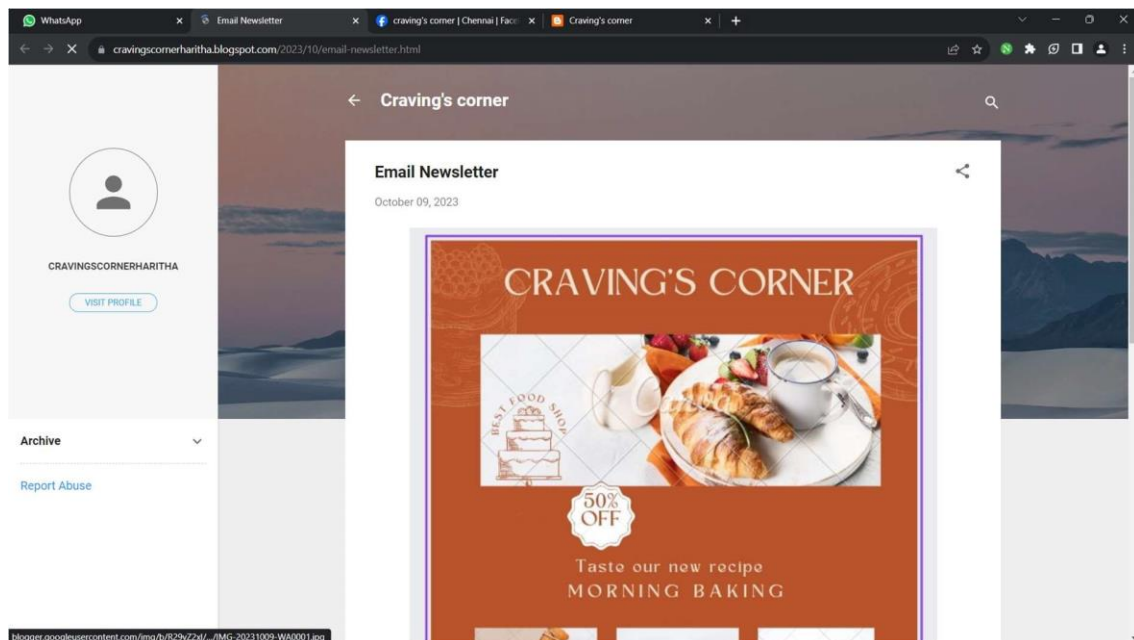 WhatsApp
Email Newsletter
craving's corner | Chennai | Face
Craving's corner
cravingscornerharitha.blogspot.com/2023/10/email-newsletter.html
Craving's corner
CRAVINGSCORNERHARITHA
VISIT PROFILE
Archive
Report Abuse
Email Newsletter
October 09, 2023
CRAVING'S CORNER
BEST FOOD SHOP
Canva
50%
OFF
Taste our new recipe
MORNING BAKING
blogger.googleusercontent.com/img/b/R29vZ2xl/.../IMG-20231009-WA0001.jpg